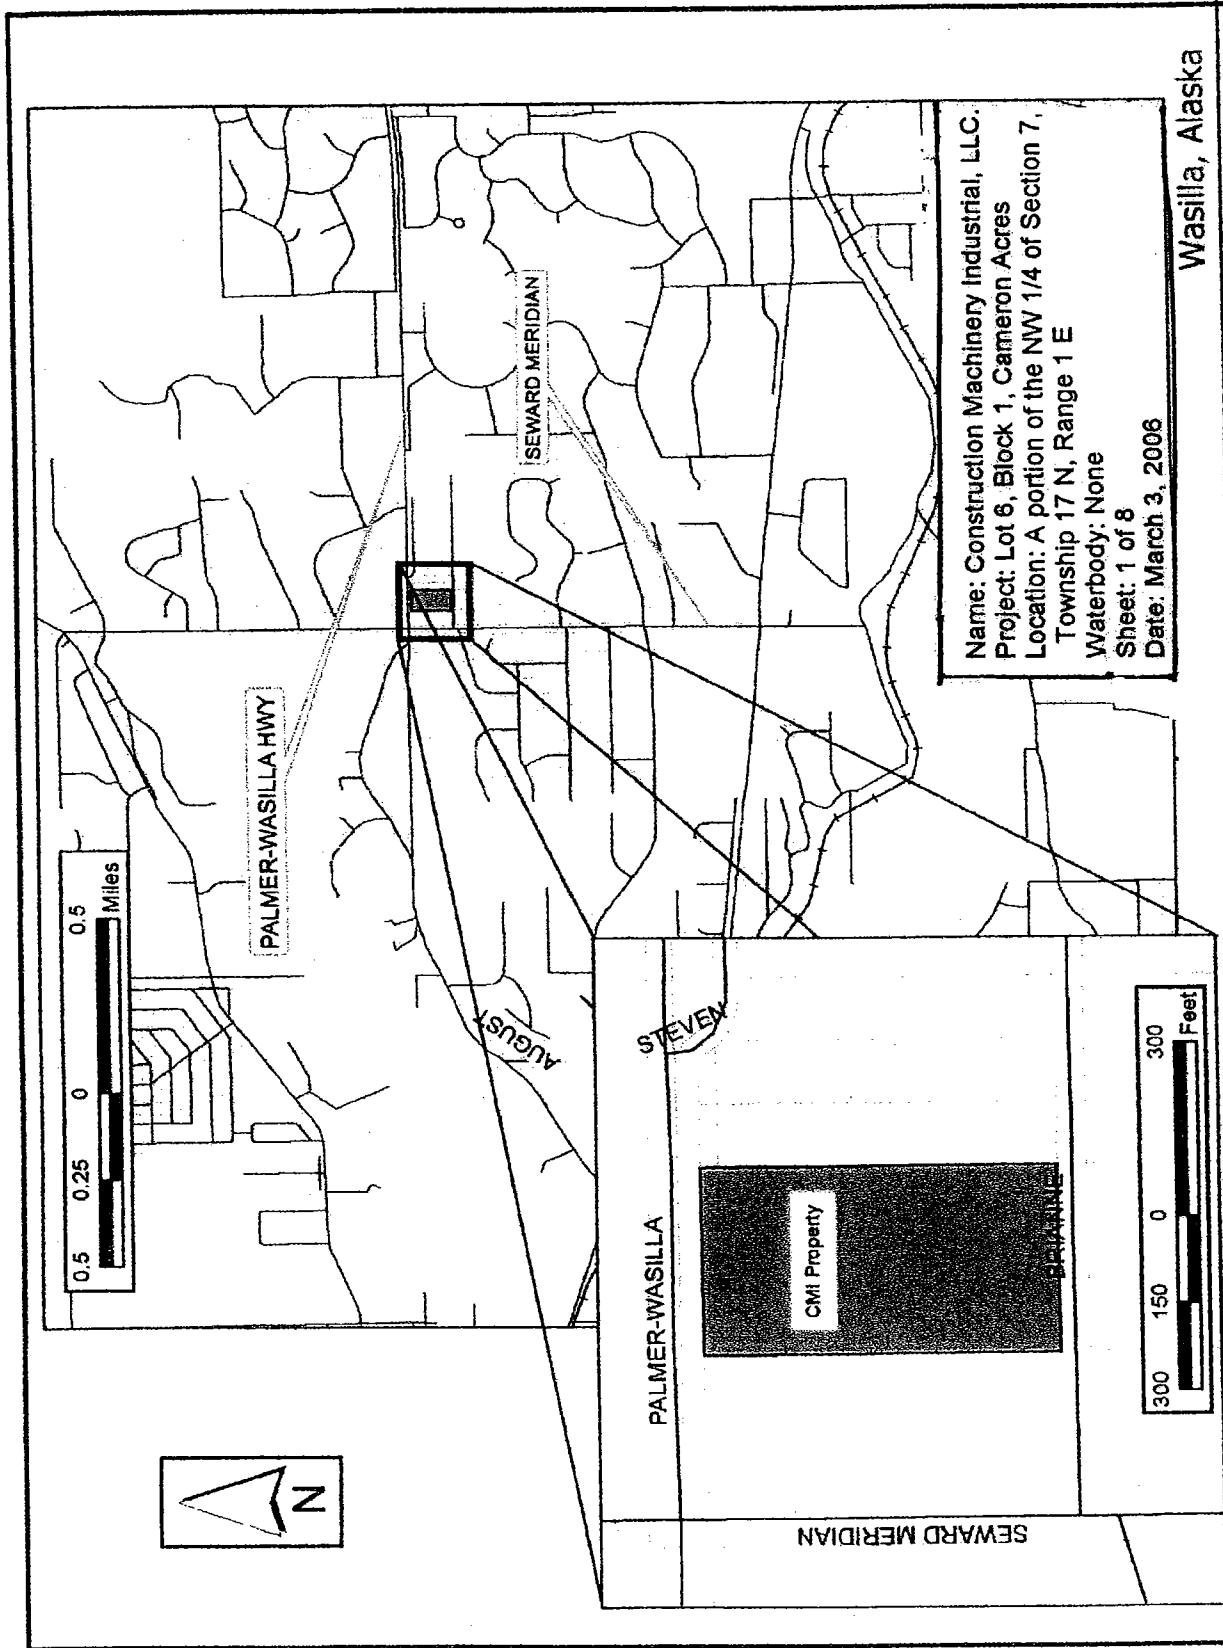 0.5 0.25 0 0.5
Miles
PALMER-WASILLA HWY
SEWARD MERIDIAN
AUGUST
PALMER-WASILLA
STEVEN
CMI Property
BRIANNE
SEWARD MERIDIAN
300 150 0 300
Feet
N
Name: Construction Machinery Industrial, LLC.
Project: Lot 6, Block 1, Cameron Acres
Location: A portion of the NW 1/4 of Section 7,
Township 17 N, Range 1 E
Waterbody: None
Sheet: 1 of 8
Date: March 3, 2006
Wasilla, Alaska